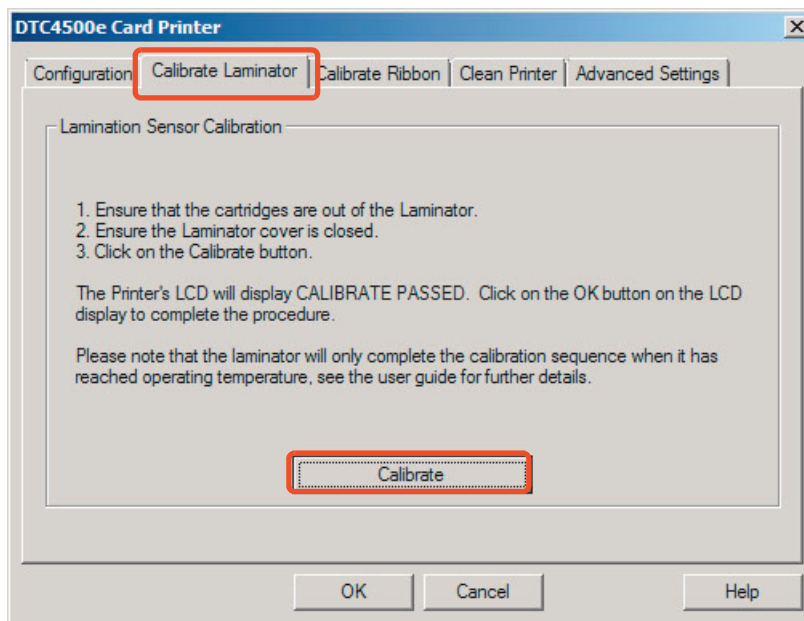 DTC4500e Card Printer
Configuration Calibrate Laminator Calibrate Ribbon Clean Printer Advanced Settings
Lamination Sensor Calibration
1. Ensure that the cartridges are out of the Laminator.
2. Ensure the Laminator cover is closed.
3. Click on the Calibrate button.
The Printer's LCD will display CALIBRATE PASSED. Click on the OK button on the LCD
display to complete the procedure.
Please note that the laminator will only complete the calibration sequence when it has
reached operating temperature, see the user guide for further details.
Calibrate
OK Cancel Help